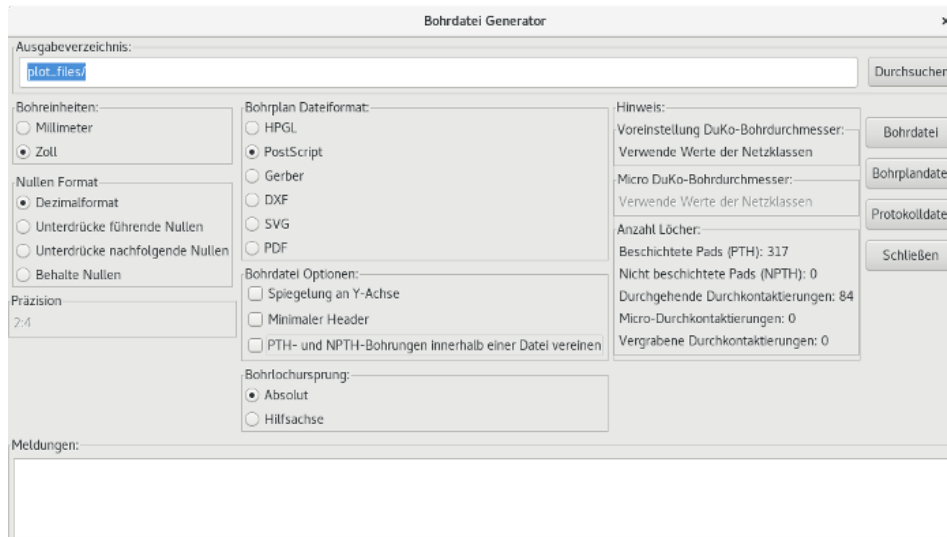 Bohrdatei Generator
Ausgabeverzeichnis:
plot_files/
Durchsuchen
Bohreinheiten:
Millimeter
Zoll
Nullen Format
Dezimalformat
Unterdrücke führende Nullen
Unterdrücke nachfolgende Nullen
Behalte Nullen
Präzision
2:4
Bohrplan Dateiformat:
HPGL
PostScript
Gerber
DXF
SVG
PDF
Bohrdatei Optionen:
Spiegelung an Y-Achse
Minimaler Header
PTH- und NPTH-Bohrungen innerhalb einer Datei vereinen
Bohrlochursprung:
Absolut
Hilfsachse
Hinweis:
Voreinstellung DuKo-Bohrdurchmesser:
Verwende Werte der Netzklassen
Micro DuKo-Bohrdurchmesser:
Verwende Werte der Netzklassen
Anzahl Löcher:
Beschichtete Pads (PTH): 317
Nicht beschichtete Pads (NPTH): 0
Durchgehende Durchkontaktierungen: 84
Micro-Durchkontaktierungen: 0
Vergrabene Durchkontaktierungen: 0
Bohrdatei
Bohrplandate
Protokolldate
Schließen
Meldungen: